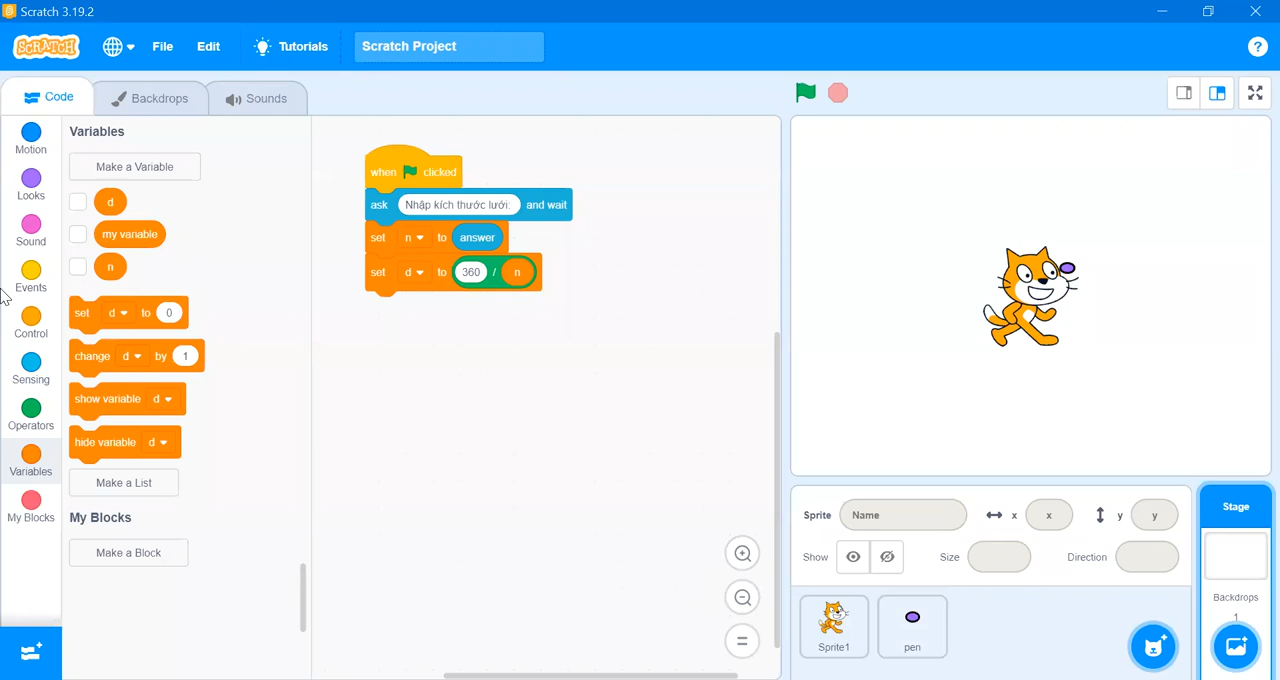 Scratch 3.19.2
SCRATCH File Edit Tutorials Scratch Project ?
Code Backdrops Sounds
Motion
Looks
Sound
Events
Control
Sensing
Operators
Variables
My Blocks
Variables
Make a Variable
d
my variable
n
set d to 0
change d by 1
show variable d
hide variable d
Make a List
My Blocks
Make a Block
when clicked
ask Nhập kích thước lưới: and wait
set n to answer
set d to 360 / n
Sprite Name x x y y
Show Size Direction
Sprite1
pen
Stage
Backdrops
1